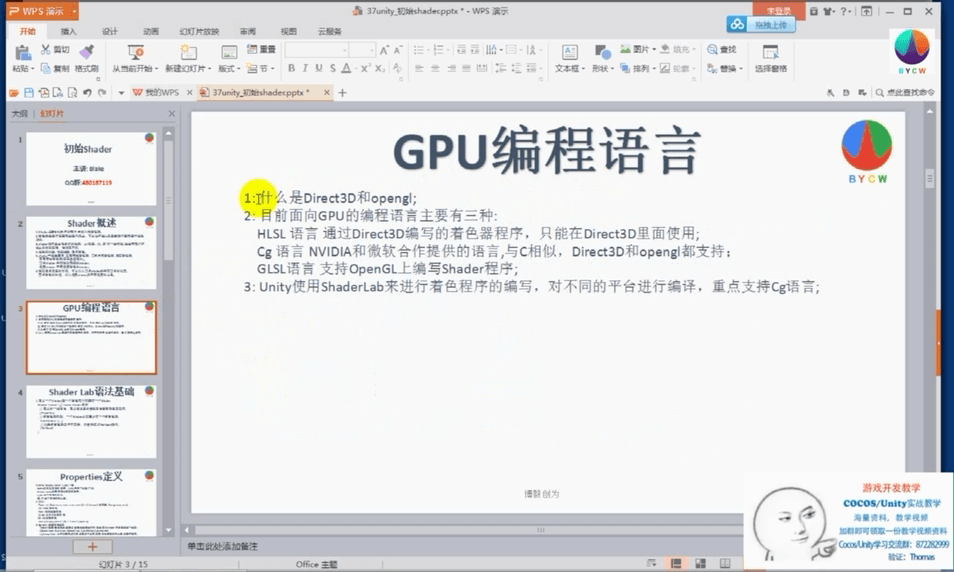 WPS 演示
37unity_初始shader.pptx * - WPS 演示
未登录
拖拽上传
开始 插入 设计 动画 幻灯片放映 审阅 视图 云服务
粘贴 剪切 复制 格式刷 从当前开始 新建幻灯片 版式 重置 节
文本框 形状 图片 排列 填充 轮廓 查找 替换 选择窗格
BYCW
我的WPS
37unity_初始shader.pptx *
点此查找命令
大纲 幻灯片
1
初始Shader
主讲: Blake
QQ群:480187119
2
Shader概述
3
GPU编程语言
4
Shader Lab语法基础
5
Properties定义
GPU编程语言
BYCW
1:什么是Direct3D和opengl;
2: 目前面向GPU的编程语言主要有三种:
HLSL 语言 通过Direct3D编写的着色器程序，只能在Direct3D里面使用;
Cg 语言 NVIDIA和微软合作提供的语言,与C相似，Direct3D和opengl都支持;
GLSL语言 支持OpenGL上编写Shader程序;
3: Unity使用ShaderLab来进行着色程序的编写，对不同的平台进行编译，重点支持Cg语言;
博毅创为
单击此处添加备注
幻灯片 3 / 15
Office 主题
游戏开发教学
COCOS/Unity实战教学
海量资料，教学视频
加群即可领取一份教学视频资料
Cocos/Unity学习交流群: 872282999
验证: Thomas